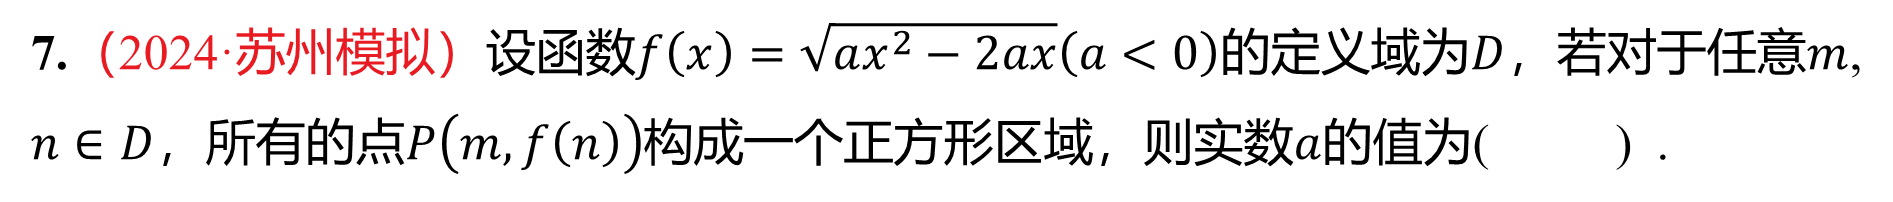 7.（2024·苏州模拟）设函数f(x) = √(ax² − 2ax)(a < 0)的定义域为D，若对于任意m,
n ∈ D，所有的点P(m, f(n))构成一个正方形区域，则实数a的值为(　　).